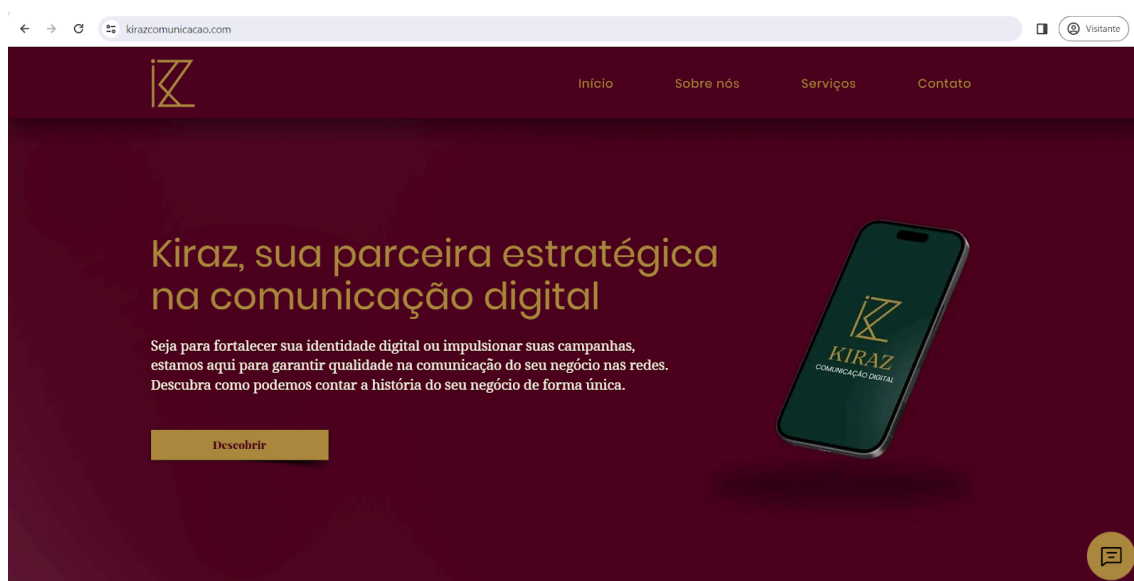 kirazcomunicacao.com
Visitante
Início Sobre nós Serviços Contato
Kiraz, sua parceira estratégica
na comunicação digital
Seja para fortalecer sua identidade digital ou impulsionar suas campanhas,
estamos aqui para garantir qualidade na comunicação do seu negócio nas redes.
Descubra como podemos contar a história do seu negócio de forma única.
Descobrir
KIRAZ
COMUNICAÇÃO DIGITAL